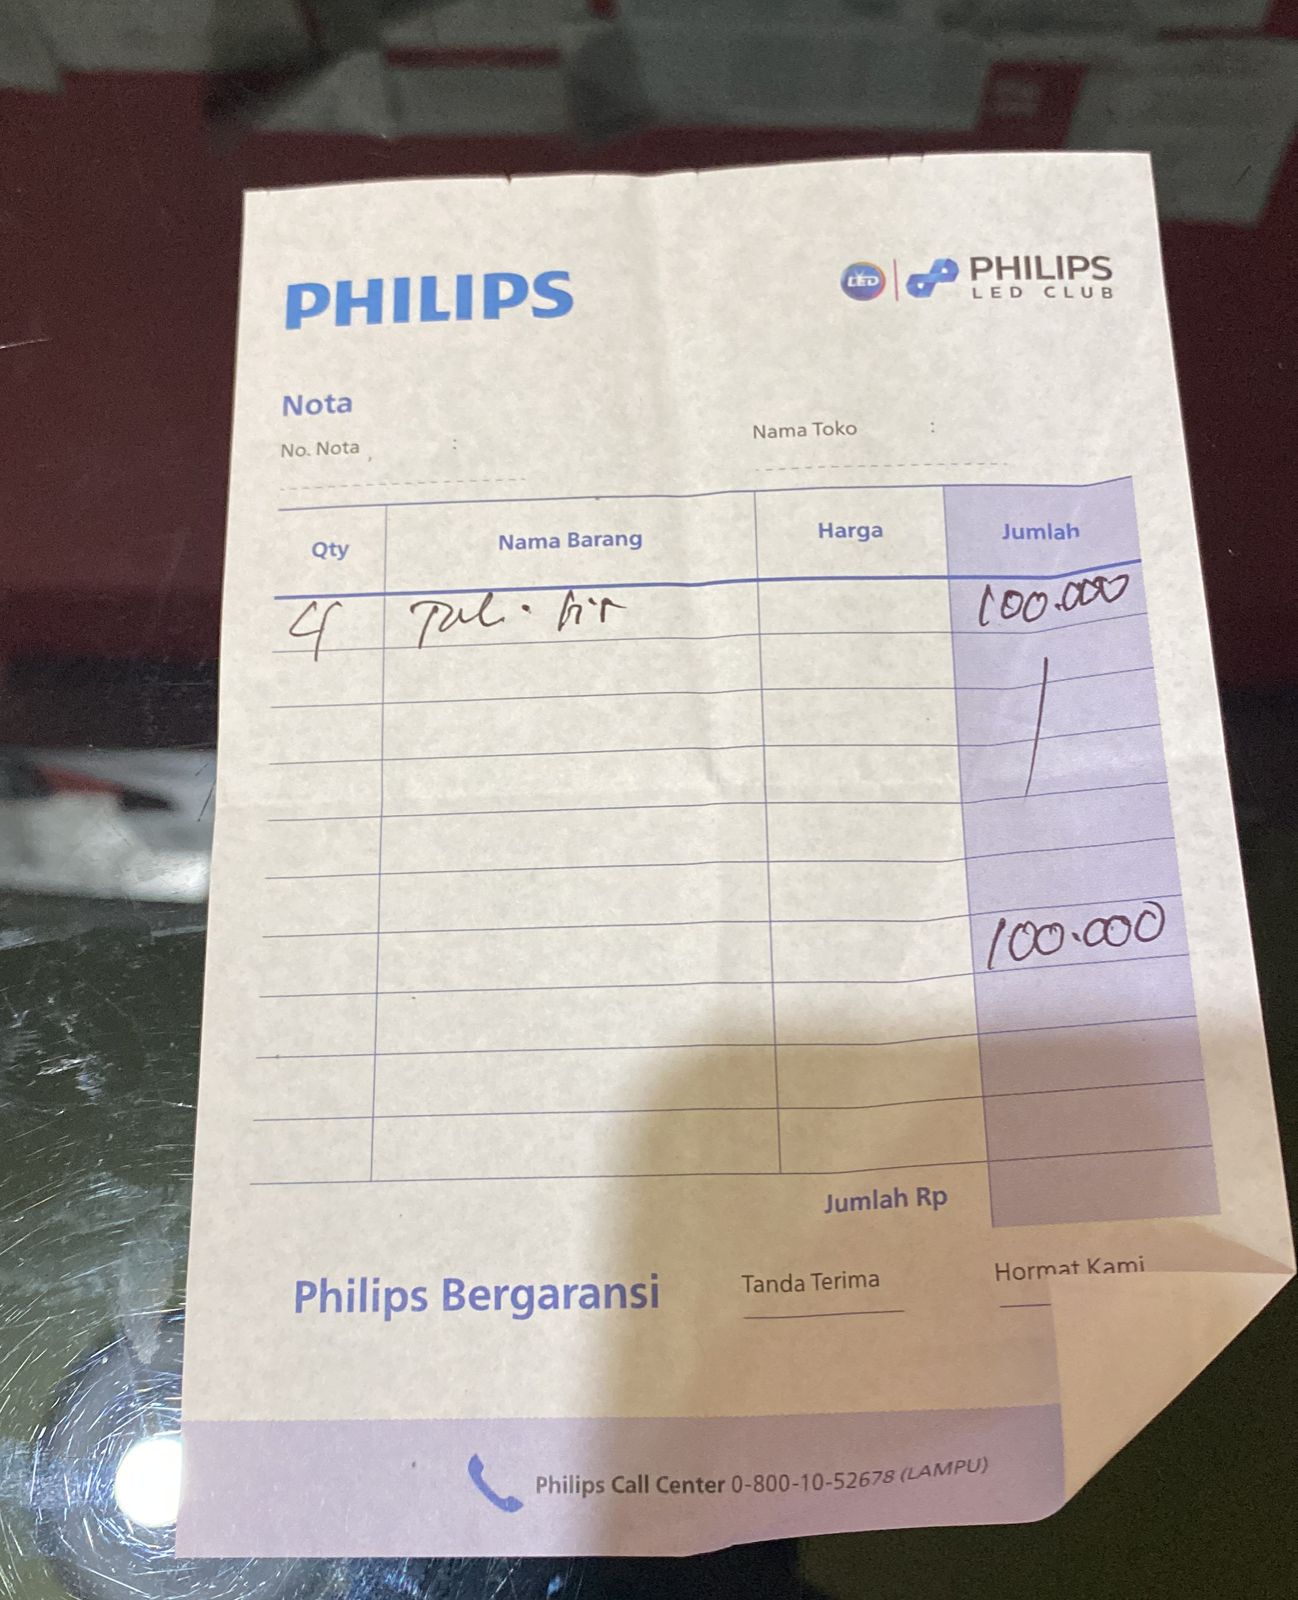 PHILIPS
LED PHILIPS
LED CLUB
Nota
No. Nota :
Nama Toko :
Qty Nama Barang Harga Jumlah
4 100.000
100.000
Jumlah Rp
Philips Bergaransi
Tanda Terima
Hormat Kami
Philips Call Center 0-800-10-52678 (LAMPU)